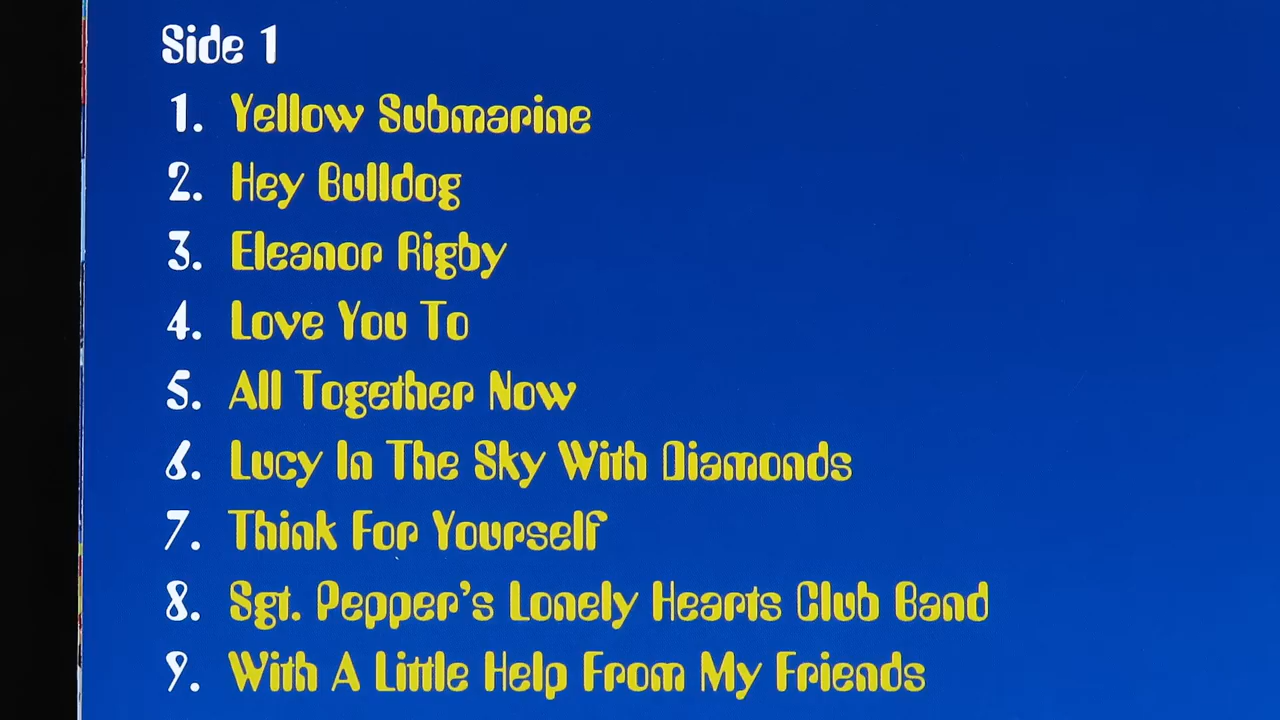 Side 1
1. Yellow Submarine
2. Hey Bulldog
3. Eleanor Rigby
4. Love You To
5. All Together Now
6. Lucy In The Sky With Diamonds
7. Think For Yourself
8. Sgt. Pepper's Lonely Hearts Club Band
9. With A Little Help From My Friends